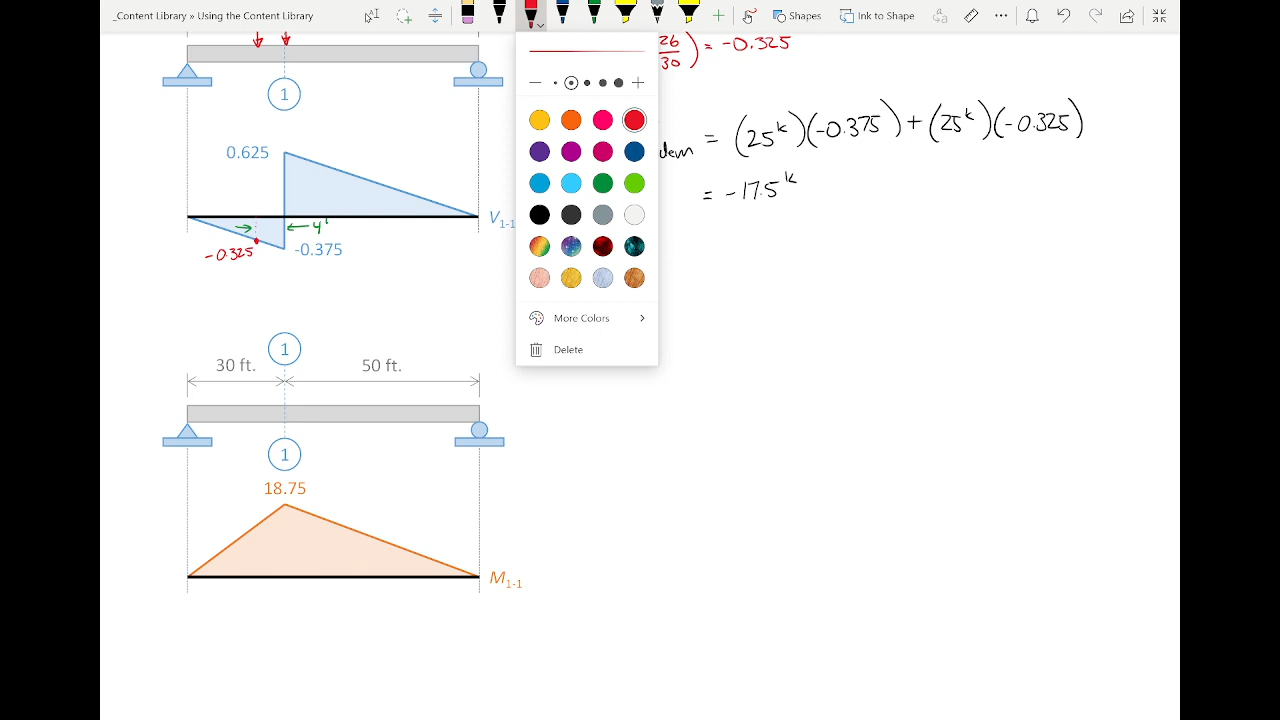 _Content Library » Using the Content Library
Shapes
Ink to Shape
26
30
) = -0.325
1
0.625
V1-1
4'
-0.325
-0.375
dem = (25k)(-0.375) + (25k)(-0.325)
= -17.5k
More Colors
Delete
1
30 ft.
50 ft.
1
18.75
M1-1